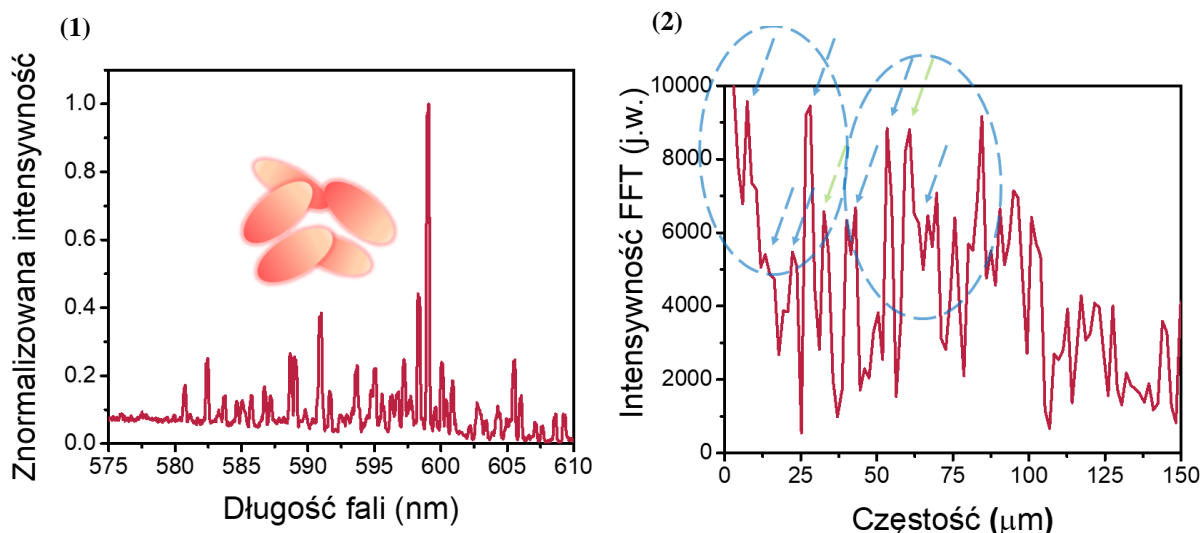 (1)
Znormalizowana intensywność
1.0
0.8
0.6
0.4
0.2
0.0
575 580 585 590 595 600 605 610
Długość fali (nm)
(2)
Intensywność FFT (j.w.)
10000
8000
6000
4000
2000
0
0 25 50 75 100 125 150
Częstość (μm)